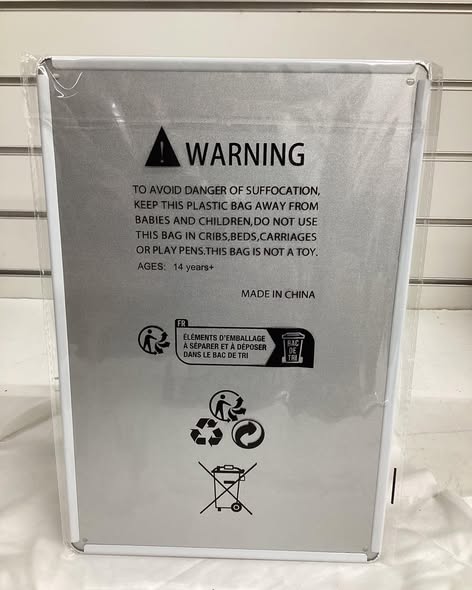 WARNING
TO AVOID DANGER OF SUFFOCATION,
KEEP THIS PLASTIC BAG AWAY FROM
BABIES AND CHILDREN,DO NOT USE
THIS BAG IN CRIBS,BEDS,CARRIAGES
OR PLAY PENS.THIS BAG IS NOT A TOY.
AGES: 14 years+
MADE IN CHINA
FR
ÉLÉMENTS D'EMBALLAGE
À SÉPARER ET À DÉPOSER
DANS LE BAC DE TRI
BAC
DE
TRI